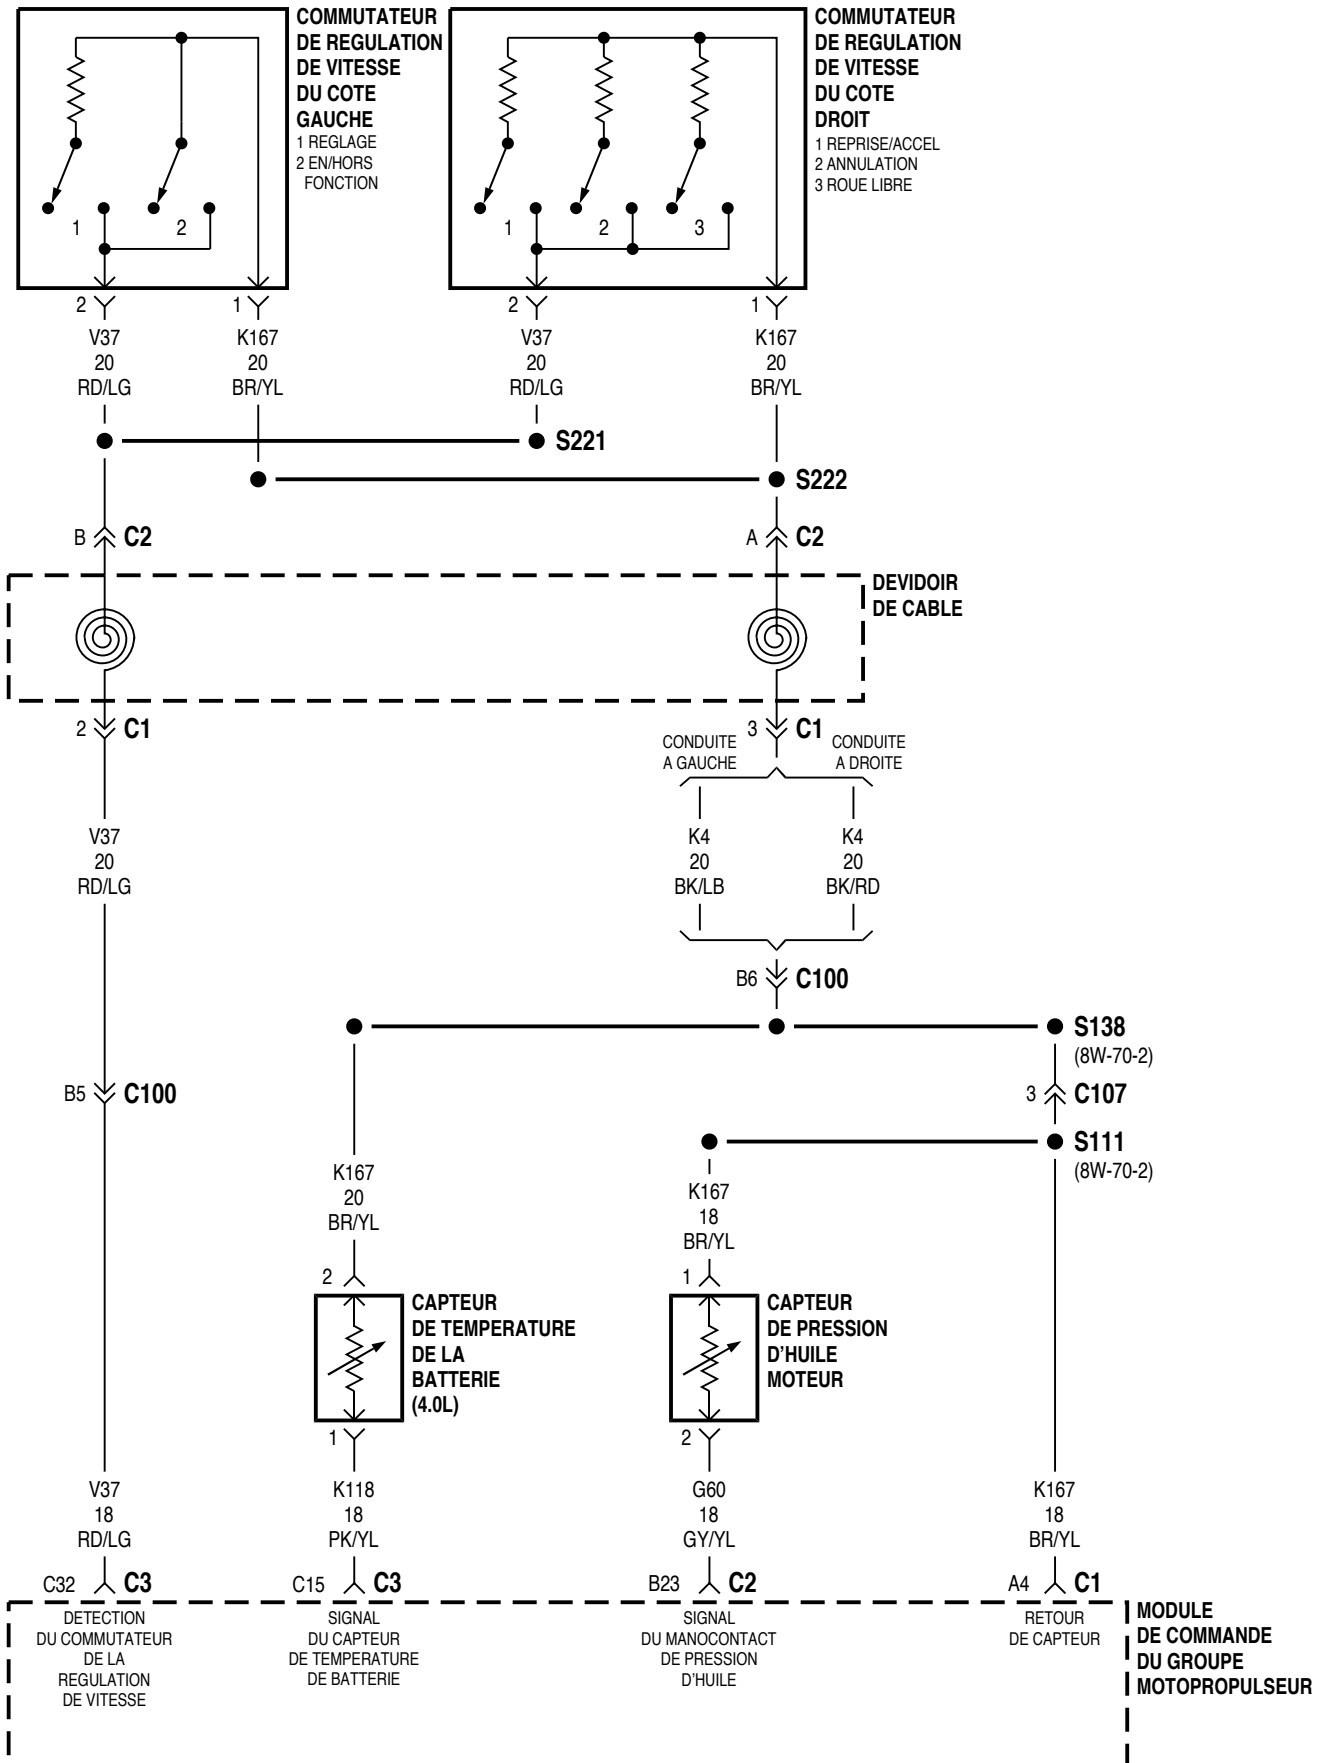 COMMUTATEUR
DE REGULATION
DE VITESSE
DU COTE
GAUCHE
1 REGLAGE
2 EN/HORS
FONCTION
COMMUTATEUR
DE REGULATION
DE VITESSE
DU COTE
DROIT
1 REPRISE/ACCEL
2 ANNULATION
3 ROUE LIBRE
1 2
1 2 3
2 1 2 1
V37 K167 V37 K167
20 20 20 20
RD/LG BR/YL RD/LG BR/YL
S221
S222
B C2 A C2
DEVIDOIR
DE CABLE
2 C1 3 C1
CONDUITE
A GAUCHE
CONDUITE
A DROITE
V37 K4 K4
20 20 20
RD/LG BK/LB BK/RD
B6 C100
S138
(8W-70-2)
B5 C100 3 C107
S111
(8W-70-2)
K167
20
BR/YL
K167
18
BR/YL
2 1
CAPTEUR
DE TEMPERATURE
DE LA
BATTERIE
(4.0L)
CAPTEUR
DE PRESSION
D'HUILE
MOTEUR
1 2
V37 K118 G60 K167
18 18 18 18
RD/LG PK/YL GY/YL BR/YL
C32 C3 C15 C3 B23 C2 A4 C1
DETECTION
DU COMMUTATEUR
DE LA
REGULATION
DE VITESSE
SIGNAL
DU CAPTEUR
DE TEMPERATURE
DE BATTERIE
SIGNAL
DU MANOCONTACT
DE PRESSION
D'HUILE
RETOUR
DE CAPTEUR
MODULE
DE COMMANDE
DU GROUPE
MOTOPROPULSEUR